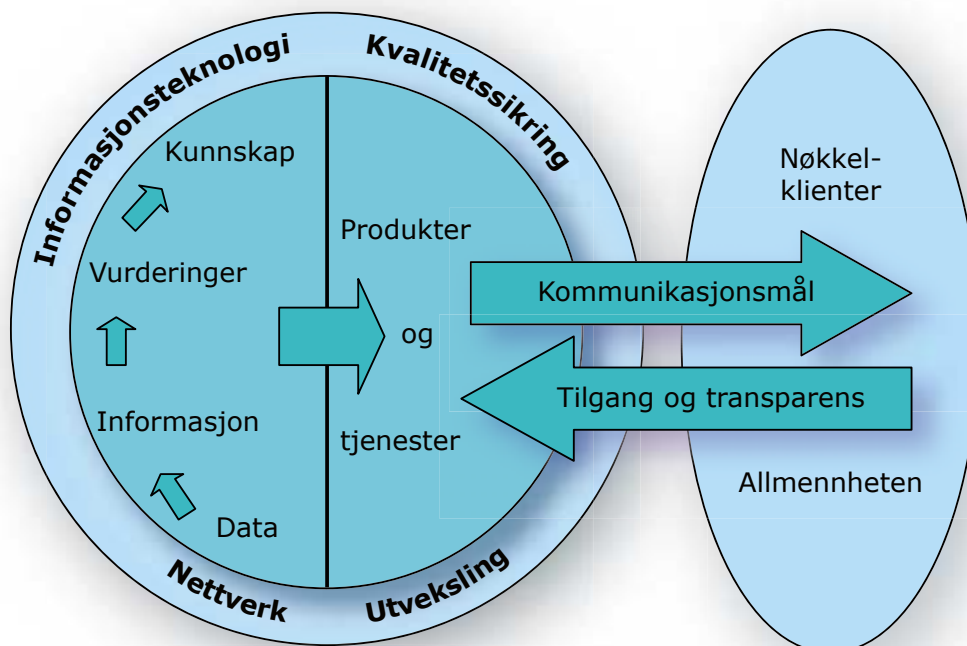 Informasjonsteknologi
Kvalitetssikring
Kunnskap
Vurderinger
Informasjon
Data
Produkter
og
tjenester
Nettverk
Utveksling
Nøkkel-
klienter
Kommunikasjonsmål
Tilgang og transparens
Allmennheten